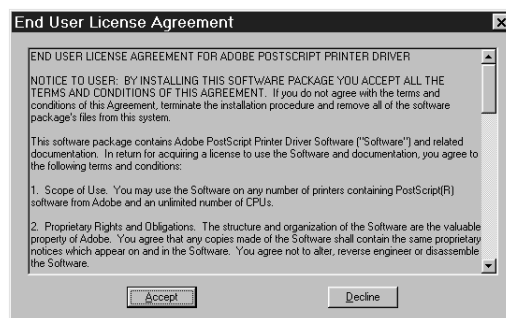 End User License Agreement
END USER LICENSE AGREEMENT FOR ADOBE POSTSCRIPT PRINTER DRIVER
NOTICE TO USER: BY INSTALLING THIS SOFTWARE PACKAGE YOU ACCEPT ALL THE
TERMS AND CONDITIONS OF THIS AGREEMENT. If you do not agree with the terms and
conditions of this Agreement, terminate the installation procedure and remove all of the software
package's files from this system.
This software package contains Adobe PostScript Printer Driver Software ("Software") and related
documentation. In return for acquiring a license to use the Software and documentation, you agree to
the following terms and conditions:
1. Scope of Use. You may use the Software on any number of printers containing PostScript(R)
software from Adobe and an unlimited number of CPUs.
2. Proprietary Rights and Obligations. The structure and organization of the Software are the valuable
property of Adobe. You agree that any copies made of the Software shall contain the same proprietary
notices which appear on and in the Software. You agree not to alter, reverse engineer or disassemble
the Software.
Accept Decline